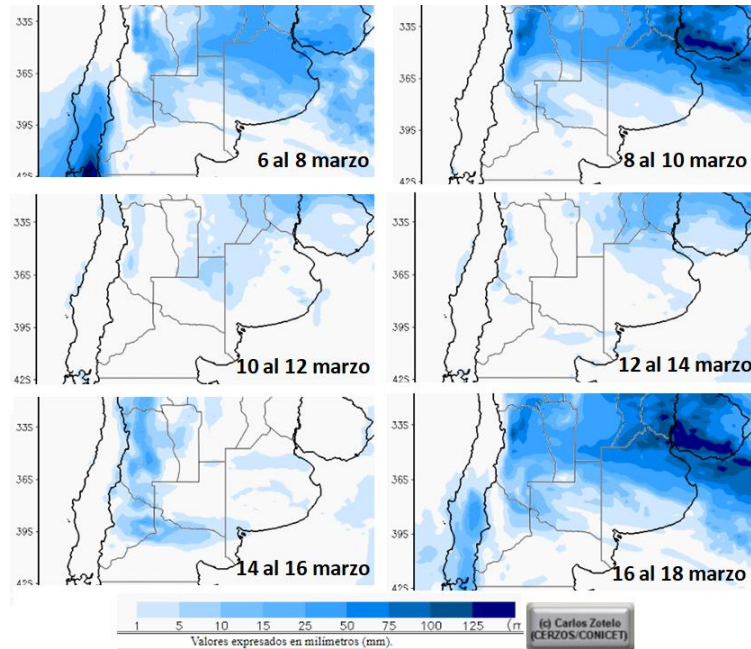 33S
36S
39S
42S
6 al 8 marzo
33S
36S
39S
42S
8 al 10 marzo
33S
36S
39S
42S
10 al 12 marzo
33S
36S
39S
42S
12 al 14 marzo
33S
36S
39S
42S
14 al 16 marzo
33S
36S
39S
42S
16 al 18 marzo
1 5 10 15 25 50 75 100 125 (m
Valores expresados en milímetros (mm).
(c) Carlos Zotelo
(CERZOS/CONICET)